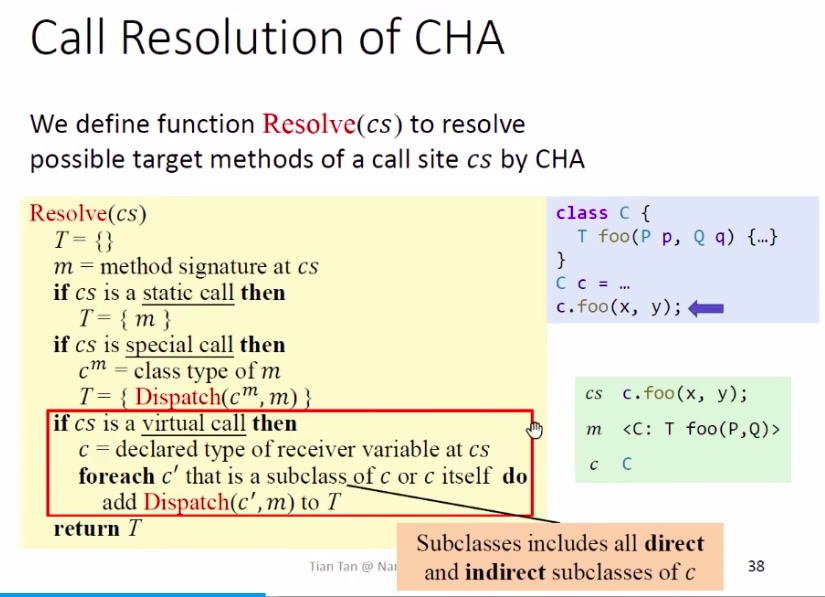 Call Resolution of CHA
We define function Resolve(cs) to resolve
possible target methods of a call site cs by CHA
Resolve(cs)
T = {}
m = method signature at cs
if cs is a static call then
T = { m }
if cs is special call then
c^m = class type of m
T = { Dispatch(c^m, m) }
if cs is a virtual call then
c = declared type of receiver variable at cs
foreach c′ that is a subclass of c or c itself do
add Dispatch(c′, m) to T
return T
class C {
T foo(P p, Q q) {…}
}
C c = …
c.foo(x, y);
cs c.foo(x, y);
m <C: T foo(P,Q)>
c C
Subclasses includes all direct
and indirect subclasses of c
Tian Tan @
38